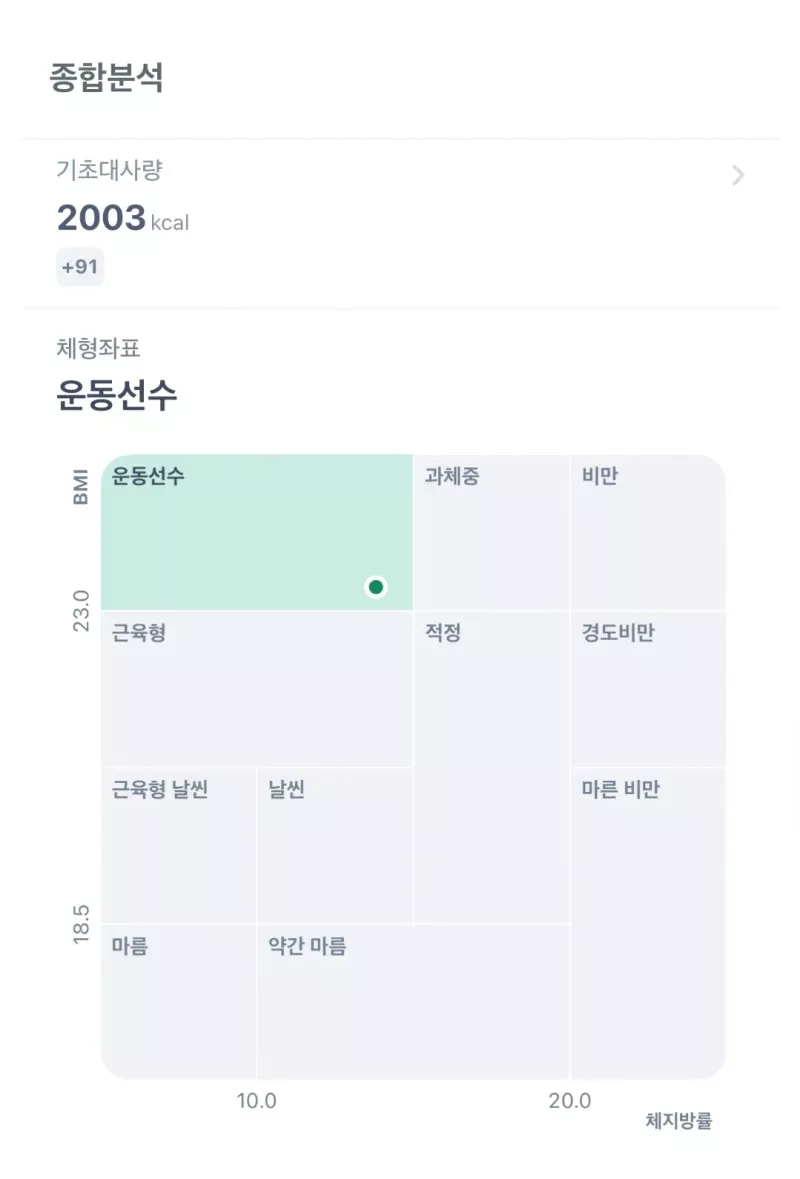 종합분석
기초대사량
2003 kcal
+91
체형좌표
운동선수
BMI
운동선수
과체중
비만
23.0
근육형
적정
경도비만
근육형 날씬
날씬
마른 비만
18.5
마름
약간 마름
10.0
20.0
체지방률